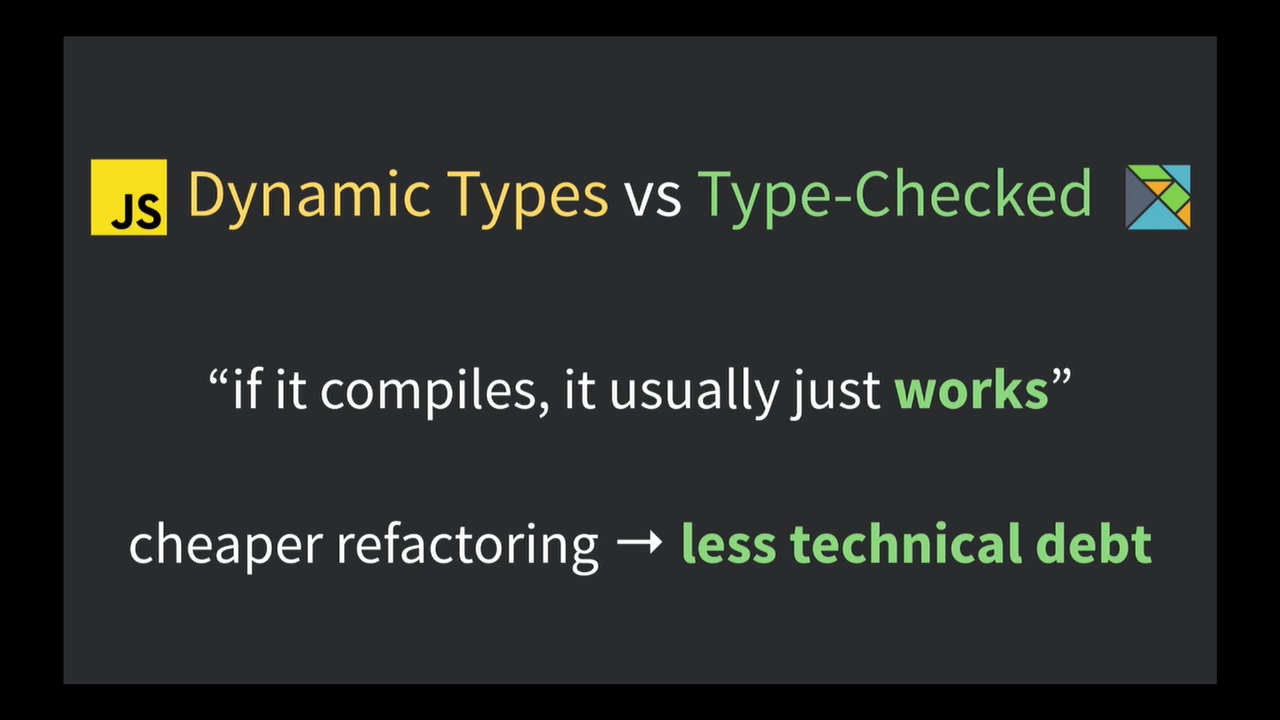 JS Dynamic Types vs Type-Checked
“if it compiles, it usually just works”
cheaper refactoring → less technical debt